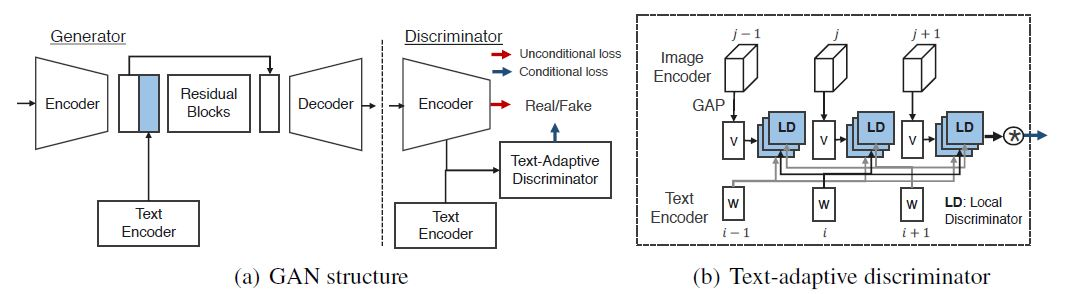 Generator
Encoder
Residual
Blocks
Decoder
Text
Encoder
Discriminator
Unconditional loss
Conditional loss
Encoder
Real/Fake
Text-Adaptive
Discriminator
Text
Encoder
(a) GAN structure
j − 1
j
j + 1
Image
Encoder
GAP
V
LD
V
LD
V
LD
*
Text
Encoder
W
W
W
LD: Local
Discriminator
i − 1
i
i + 1
(b) Text-adaptive discriminator